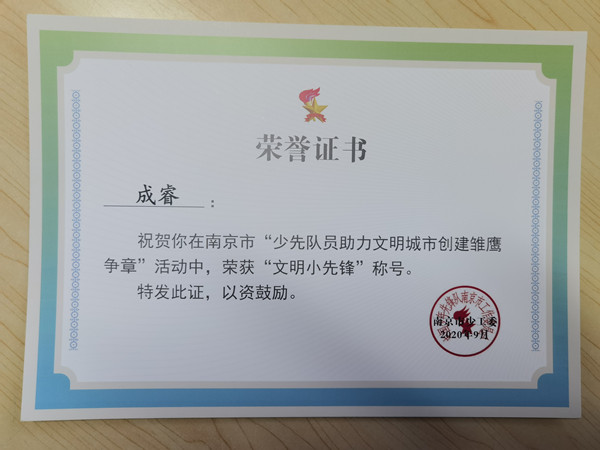 荣誉证书
成睿：
祝贺你在南京市“少先队员助力文明城市创建雏鹰
争章”活动中，荣获“文明小先锋”称号。
特发此证，以资鼓励。
南京市少工委
2020年9月